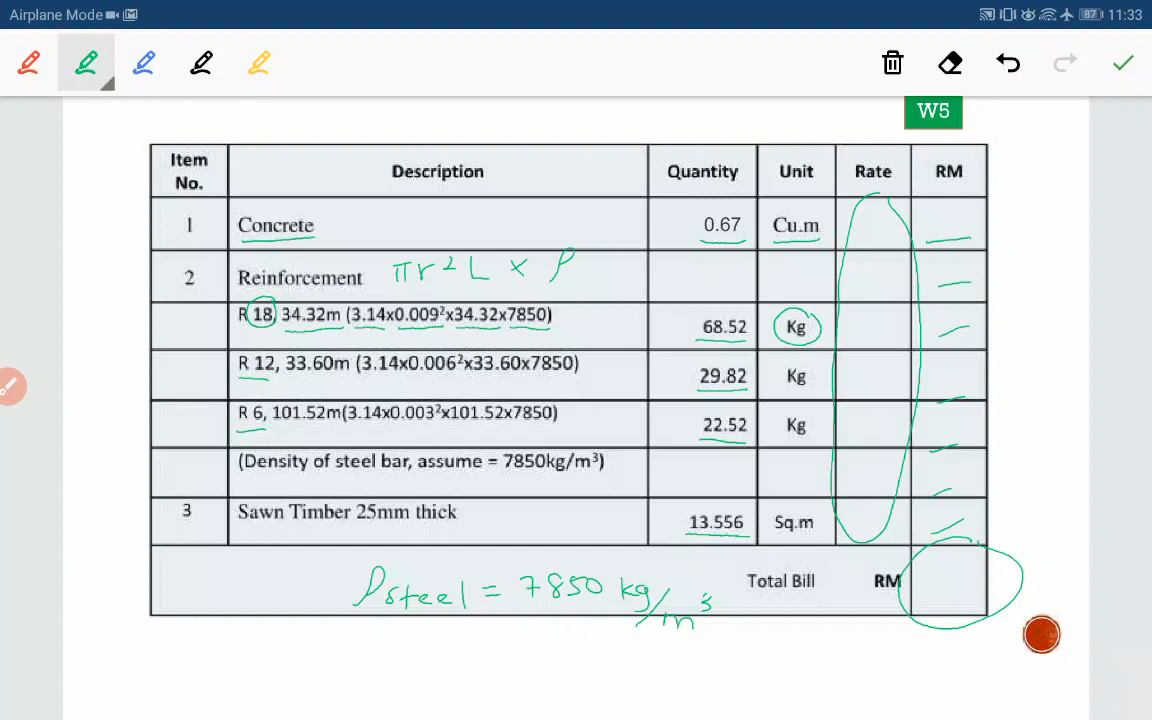 Airplane Mode
87 11:33
W5
Item No. Description Quantity Unit Rate RM
1 Concrete 0.67 Cu.m
2 Reinforcement πr²L × ρ
R 18, 34.32m (3.14x0.009²x34.32x7850) 68.52 Kg
R 12, 33.60m (3.14x0.006²x33.60x7850) 29.82 Kg
R 6, 101.52m(3.14x0.003²x101.52x7850) 22.52 Kg
(Density of steel bar, assume = 7850kg/m³)
3 Sawn Timber 25mm thick 13.556 Sq.m
Total Bill RM
ρsteel = 7850 kg/m³